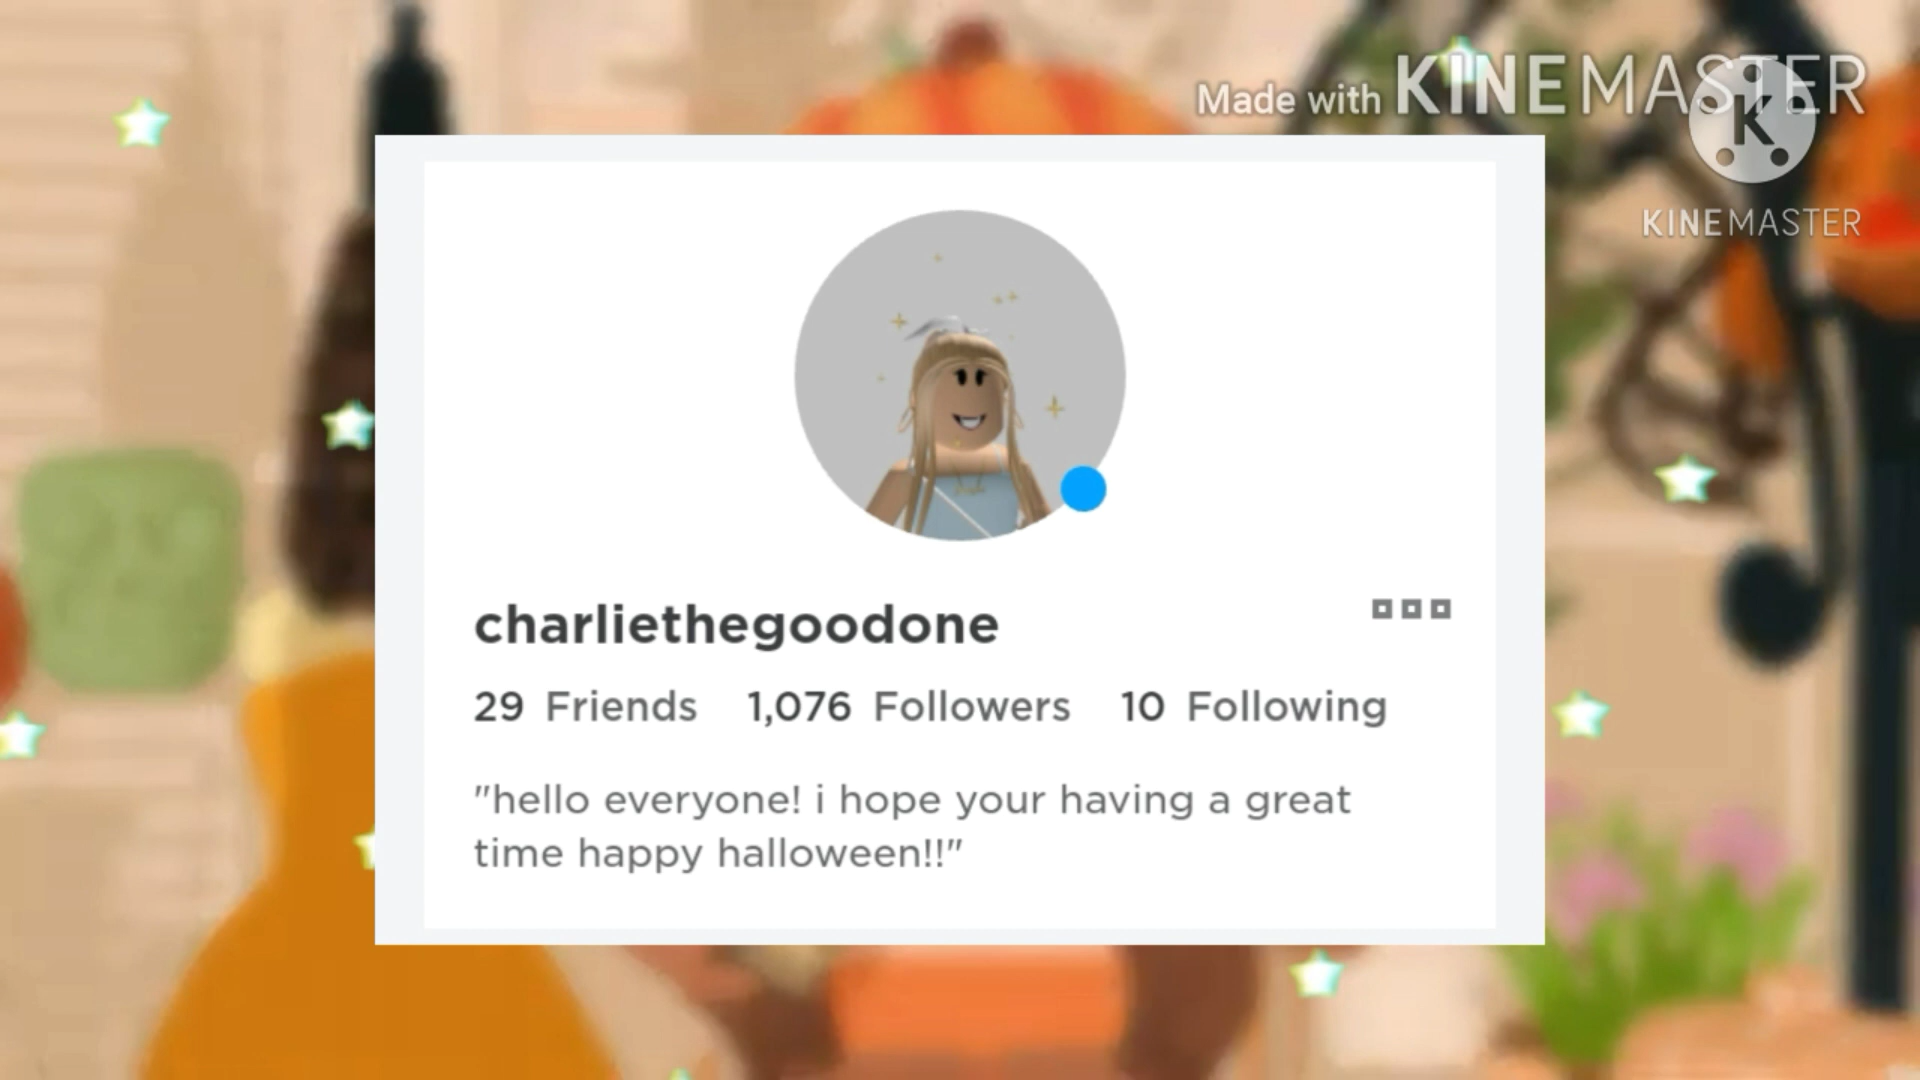 Made with KINEMASTER
K
KINEMASTER
charliethegoodone
29 Friends 1,076 Followers 10 Following
"hello everyone! i hope your having a great
time happy halloween!!"